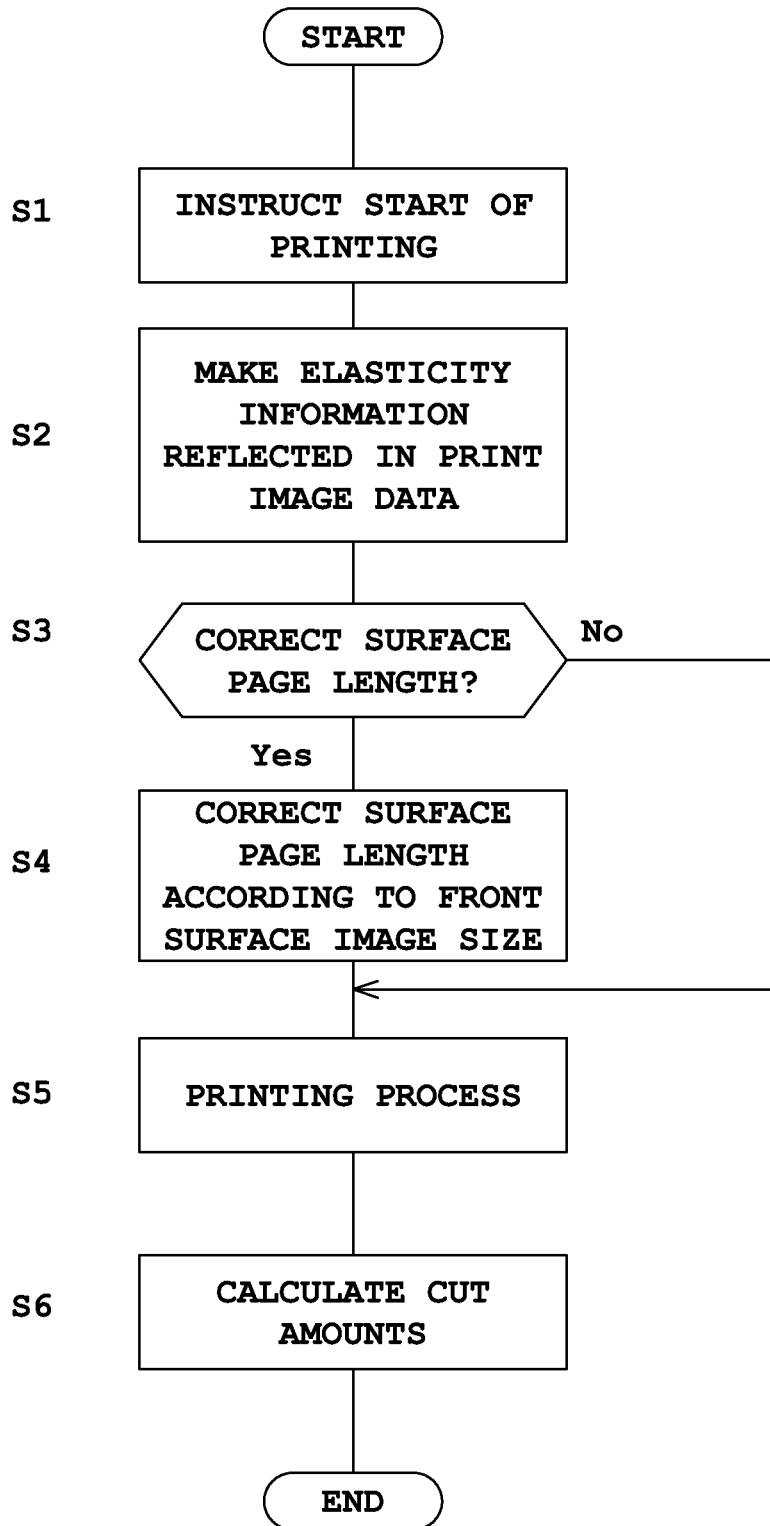 START
S1
INSTRUCT START OF
PRINTING
S2
MAKE ELASTICITY
INFORMATION
REFLECTED IN PRINT
IMAGE DATA
S3
CORRECT SURFACE
PAGE LENGTH?
No
Yes
S4
CORRECT SURFACE
PAGE LENGTH
ACCORDING TO FRONT
SURFACE IMAGE SIZE
S5
PRINTING PROCESS
S6
CALCULATE CUT
AMOUNTS
END